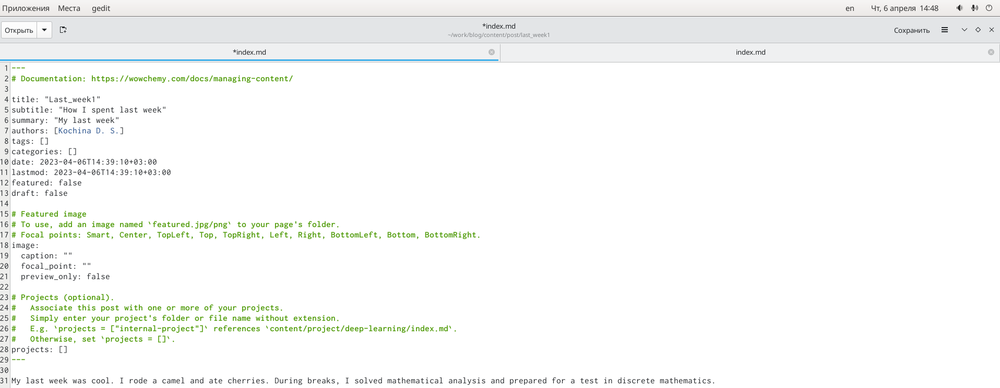 Приложения Места gedit en Чт, 6 апреля 14:48
Открыть *index.md Сохранить
~/work/blog/content/post/last_week1
*index.md index.md
1 ---
2 # Documentation: https://wowchemy.com/docs/managing-content/
3
4 title: "Last_week1"
5 subtitle: "How I spent last week"
6 summary: "My last week"
7 authors: [Kochina D. S.]
8 tags: []
9 categories: []
10 date: 2023-04-06T14:39:10+03:00
11 lastmod: 2023-04-06T14:39:10+03:00
12 featured: false
13 draft: false
14
15 # Featured image
16 # To use, add an image named `featured.jpg/png` to your page's folder.
17 # Focal points: Smart, Center, TopLeft, Top, TopRight, Left, Right, BottomLeft, Bottom, BottomRight.
18 image:
19   caption: ""
20   focal_point: ""
21   preview_only: false
22
23 # Projects (optional).
24 #   Associate this post with one or more of your projects.
25 #   Simply enter your project's folder or file name without extension.
26 #   E.g. `projects = ["internal-project"]` references `content/project/deep-learning/index.md`.
27 #   Otherwise, set `projects = []`.
28 projects: []
29 ---
30
31 My last week was cool. I rode a camel and ate cherries. During breaks, I solved mathematical analysis and prepared for a test in discrete mathematics.